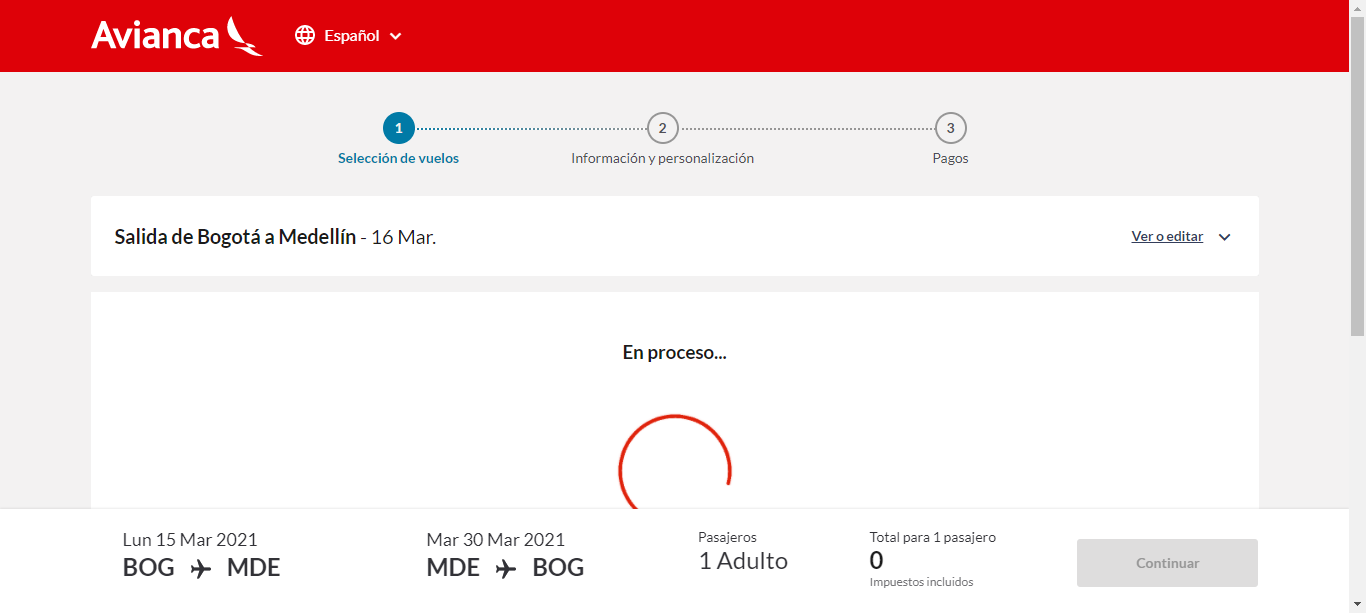 Avianca
Español
1
2
3
Selección de vuelos
Información y personalización
Pagos
Salida de Bogotá a Medellín - 16 Mar.
Ver o editar
En proceso...
Lun 15 Mar 2021
BOG MDE
Mar 30 Mar 2021
MDE BOG
Pasajeros
1 Adulto
Total para 1 pasajero
0
Impuestos incluidos
Continuar